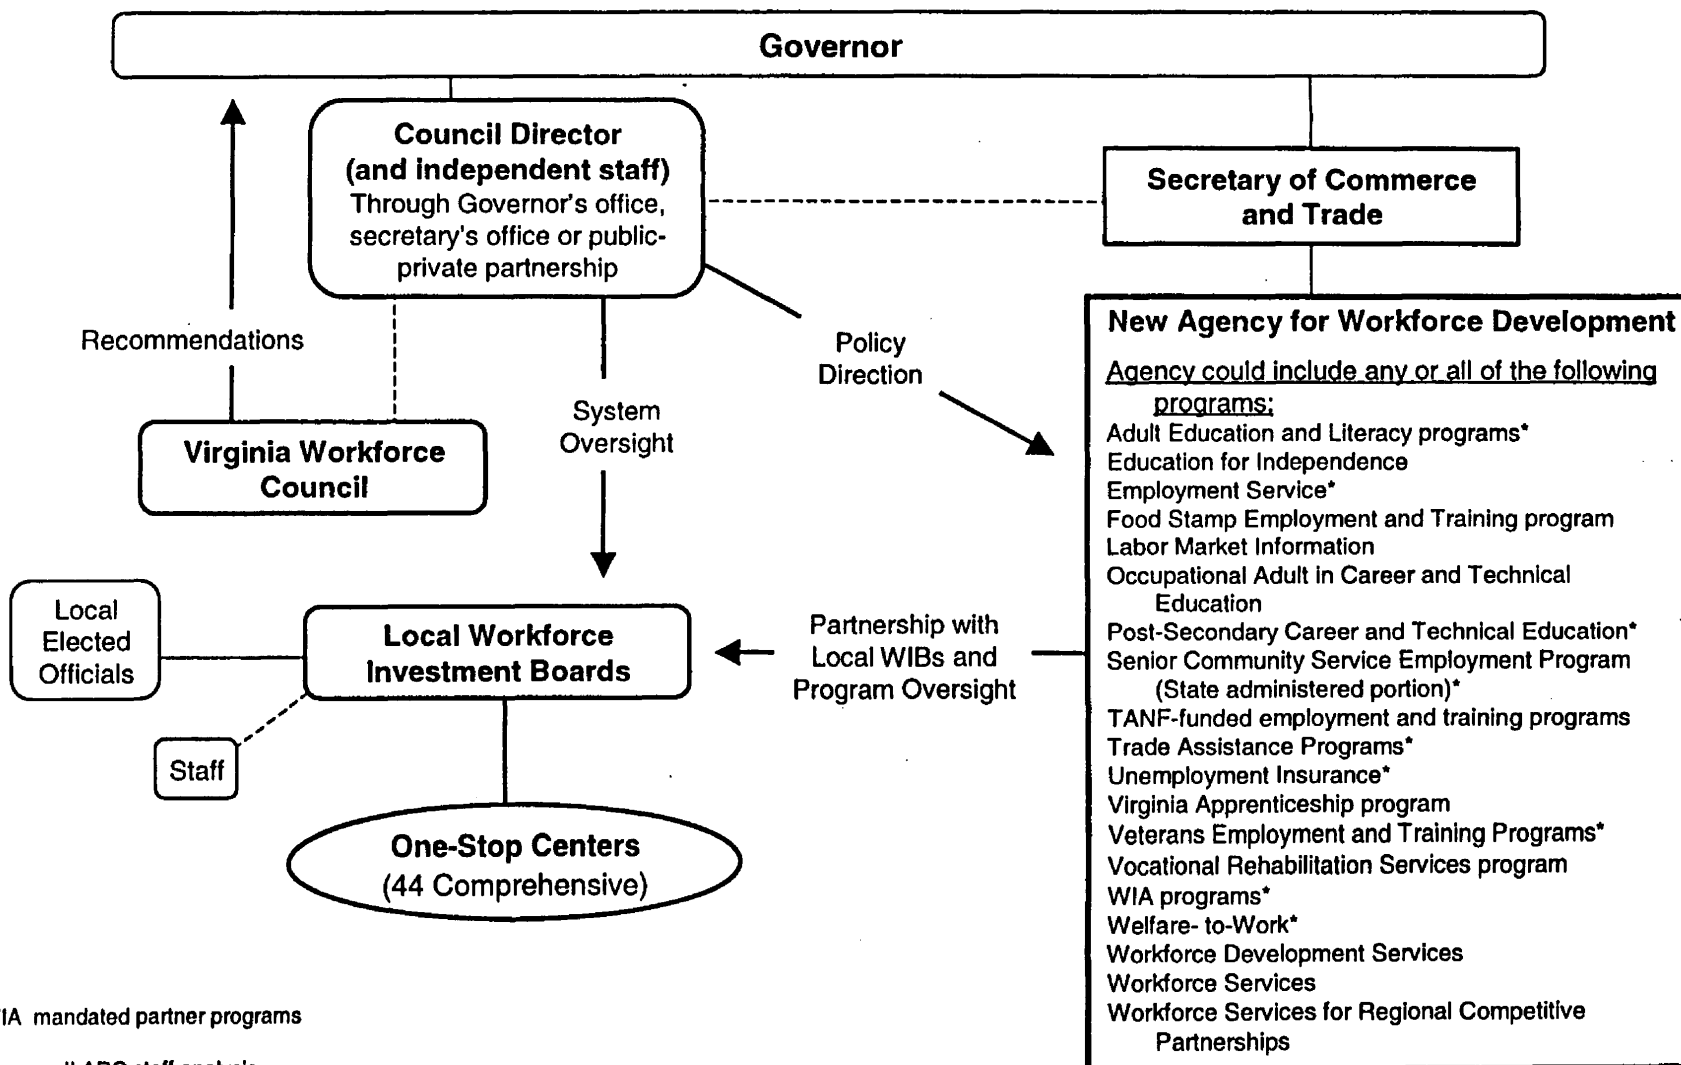 Governor
Council Director
(and independent staff)
Through Governor's office,
secretary's office or public-
private partnership
Secretary of Commerce
and Trade
Recommendations
Policy
Direction
System
Oversight
Virginia Workforce
Council
New Agency for Workforce Development
Agency could include any or all of the following
programs:
Adult Education and Literacy programs*
Education for Independence
Employment Service*
Food Stamp Employment and Training program
Labor Market Information
Occupational Adult in Career and Technical
Education
Post-Secondary Career and Technical Education*
Senior Community Service Employment Program
(State administered portion)*
TANF-funded employment and training programs
Trade Assistance Programs*
Unemployment Insurance*
Virginia Apprenticeship program
Veterans Employment and Training Programs*
Vocational Rehabilitation Services program
WIA programs*
Welfare- to-Work*
Workforce Development Services
Workforce Services
Workforce Services for Regional Competitive
Partnerships
Local
Elected
Officials
Local Workforce
Investment Boards
Partnership with
Local WIBs and
Program Oversight
Staff
One-Stop Centers
(44 Comprehensive)
IA mandated partner programs
staff analysis